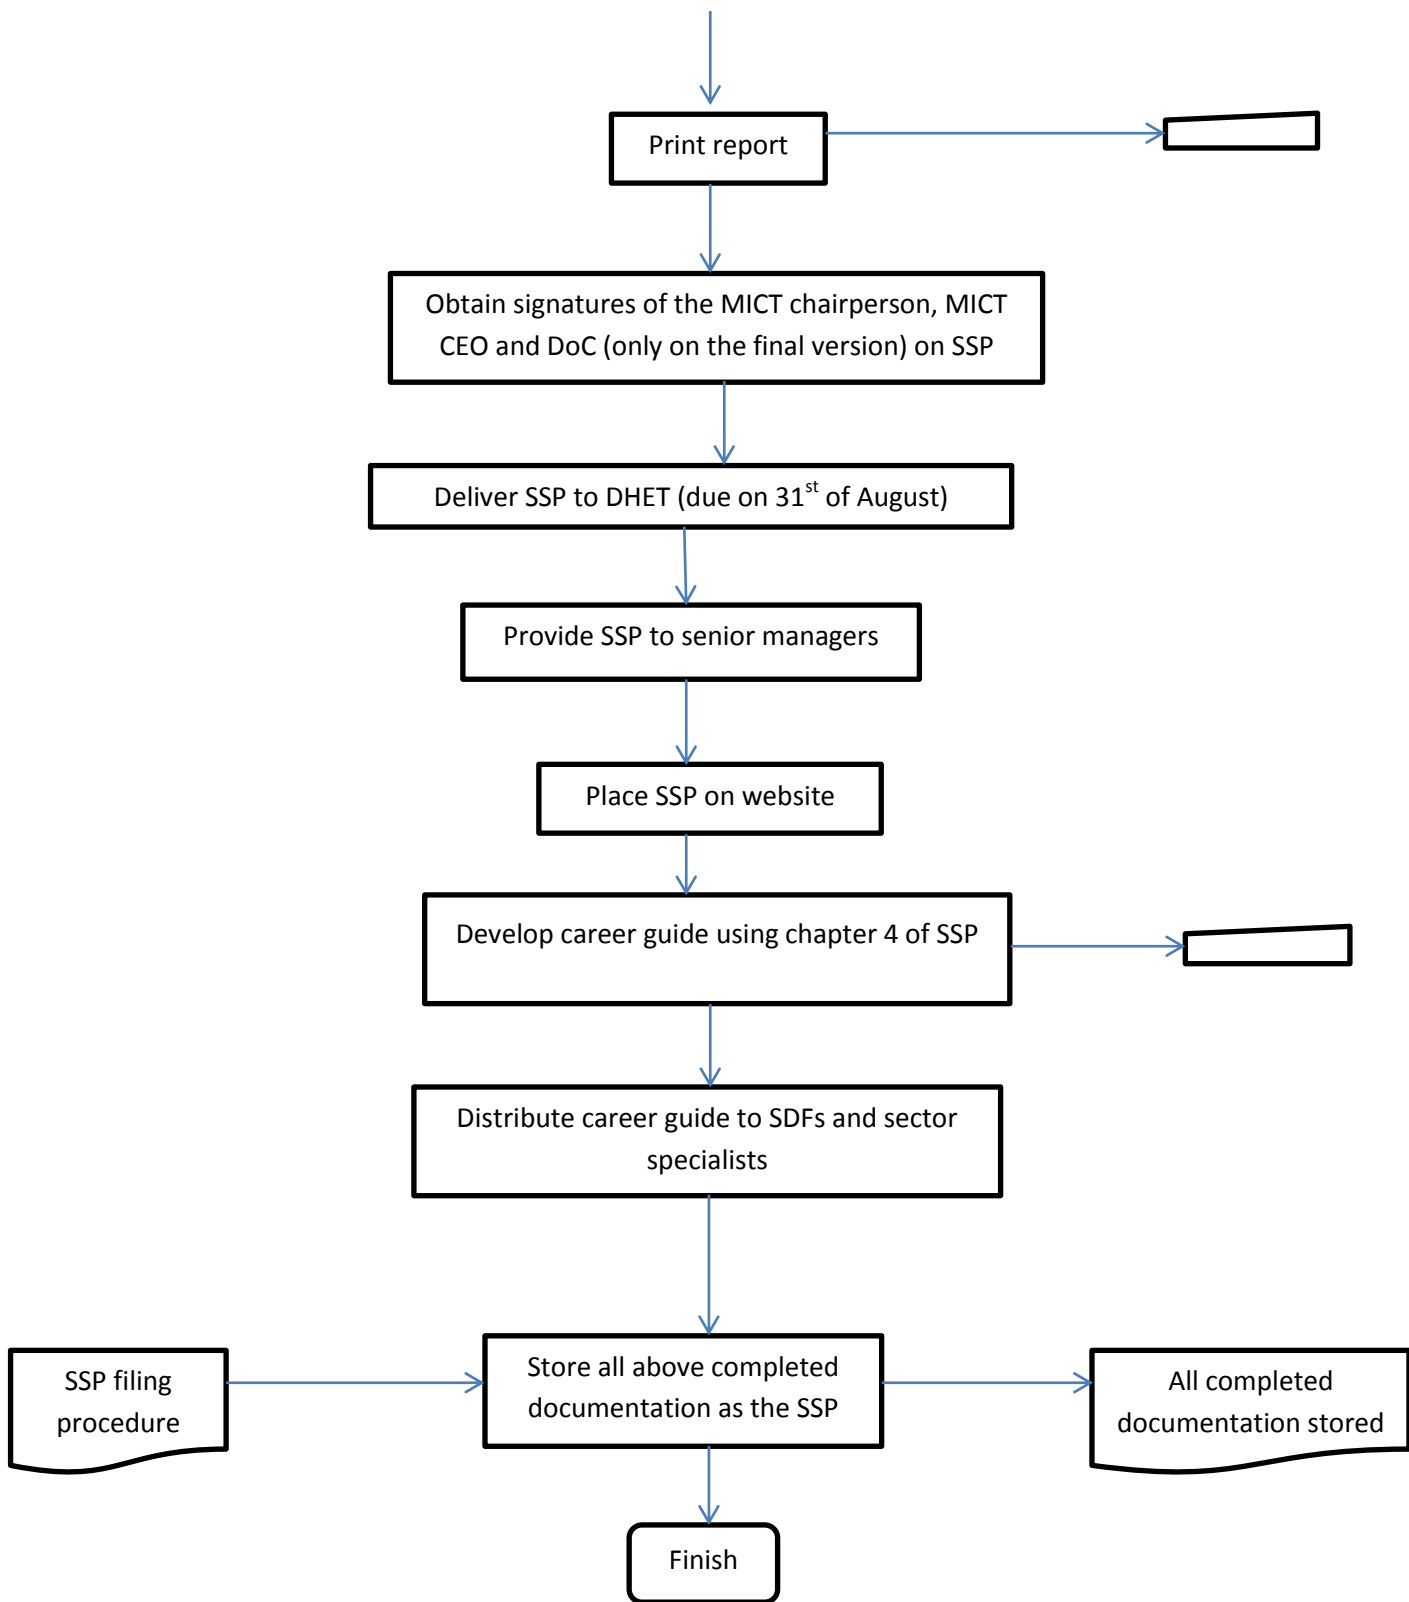 Print report
Obtain signatures of the MICT chairperson, MICT
CEO and DoC (only on the final version) on SSP
Deliver SSP to DHET (due on 31st of August)
Provide SSP to senior managers
Place SSP on website
Develop career guide using chapter 4 of SSP
Distribute career guide to SDFs and sector
specialists
SSP filing
procedure
Store all above completed
documentation as the SSP
All completed
documentation stored
Finish